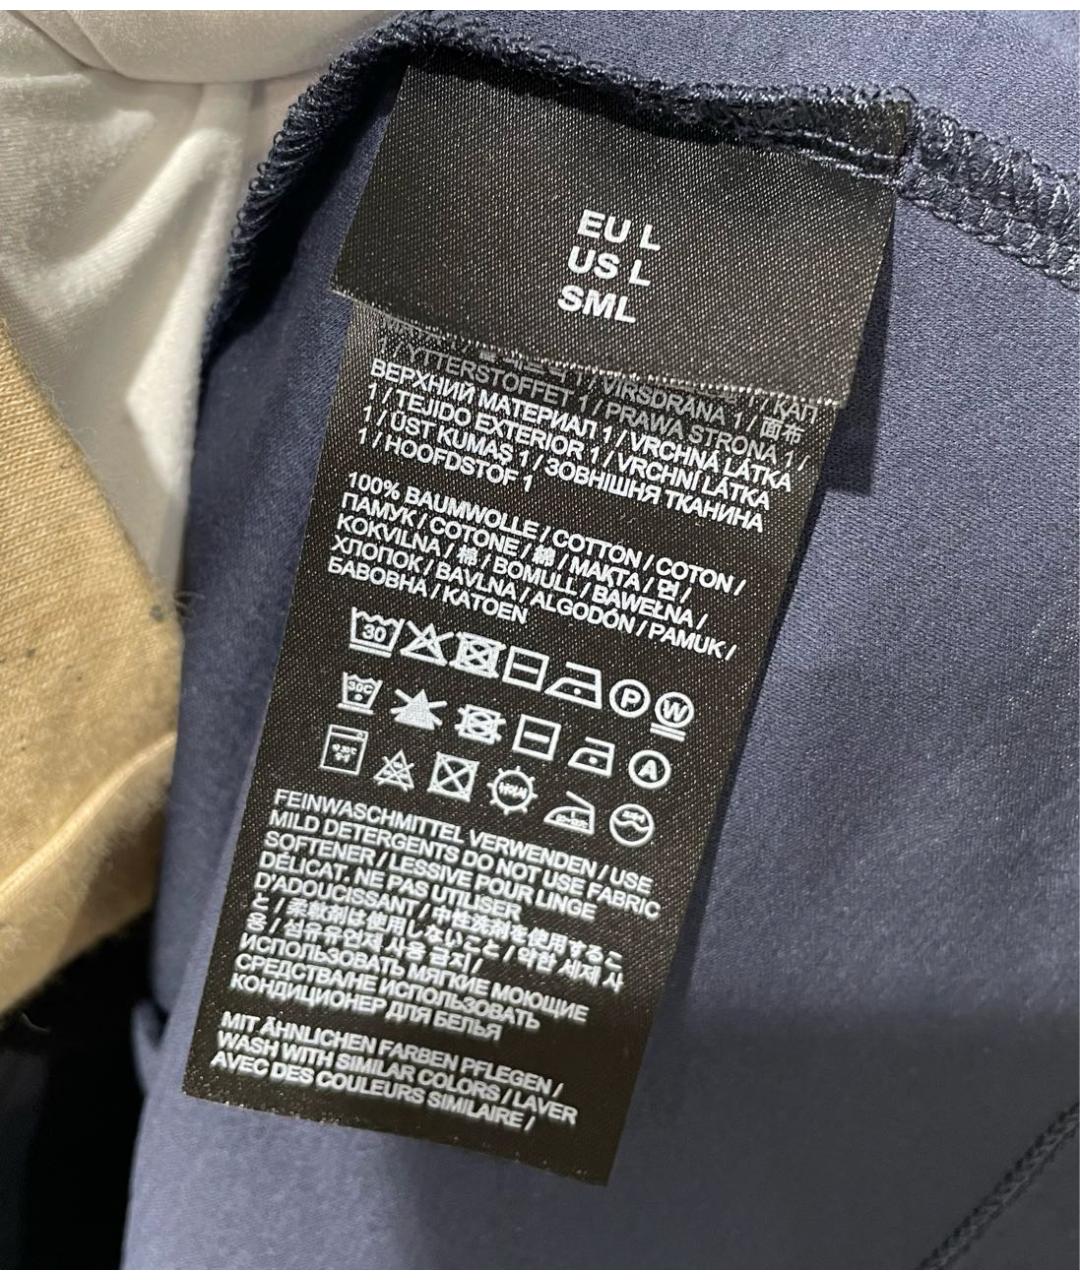 EU L
US L
SML
1 / YTTERSTOFFET 1 / VIRSDRĀNA 1 / ҚАП
ВЕРХНИЙ МАТЕРИАЛ 1 / PRAWA STRONA 1 / 面布
1 / TEJIDO EXTERIOR 1 / VRCHNÁ LÁTKA 1 /
1 / ÜST KUMAŞ 1 / VRCHNÍ LÁTKA
1 / HOOFDSTOF 1 / ЗОВНІШНЯ ТКАНИНА
100% BAUMWOLLE / COTTON / COTON /
ПАМУК / COTONE / 綿 / МАҚТА / 면 /
KOKVILNA / 棉 / BOMULL / BAWEŁNA /
ХЛОПОК / BAVLNA / ALGODÓN / PAMUK /
БАВОВНА / KATOEN
30 P W
30C A
FEINWASCHMITTEL VERWENDEN / USE
MILD DETERGENTS DO NOT USE FABRIC
SOFTENER / LESSIVE POUR LINGE
DÉLICAT. NE PAS UTILISER
D'ADOUCISSANT / 中性洗剤を使用するこ
と / 柔軟剤は使用しないこと / 약한 세제 사
용 / 섬유유연제 사용 금지 /
ИСПОЛЬЗОВАТЬ МЯГКИЕ МОЮЩИЕ
СРЕДСТВА/НЕ ИСПОЛЬЗОВАТЬ
КОНДИЦИОНЕР ДЛЯ БЕЛЬЯ
MIT ÄHNLICHEN FARBEN PFLEGEN /
WASH WITH SIMILAR COLORS / LAVER
AVEC DES COULEURS SIMILAIRE /